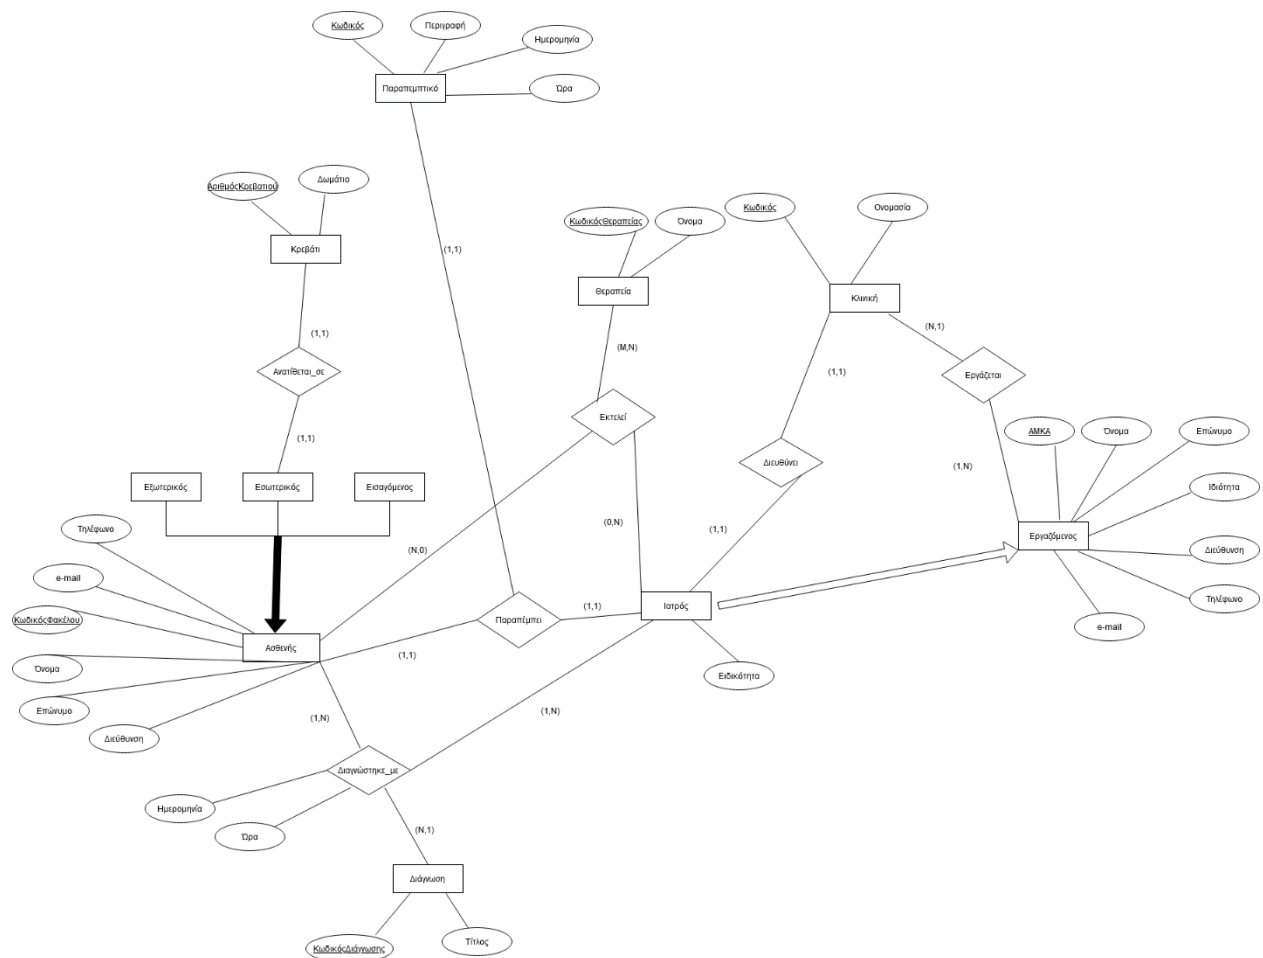 Κωδικός
Περιγραφή
Ημερομηνία
Ώρα
Παραπεμπτικό
ΑριθμόςΚρεβατιού
Δωμάτιο
Κρεβάτι
(1,1)
ΚωδικόςΘεραπείας
Όνομα
Θεραπεία
Κωδικός
Ονομασία
Κλινική
(1,1)
Ανατίθεται_σε
(1,1)
(M,N)
Εκτελεί
(N,1)
Εργάζεται
(1,1)
Διευθύνει
(1,N)
ΑΜΚΑ
Όνομα
Επώνυμο
Ιδιότητα
Διεύθυνση
Τηλέφωνο
e-mail
Εργαζόμενος
Εξωτερικός
Εσωτερικός
Εισαγόμενος
(N,0)
(0,N)
(1,1)
Τηλέφωνο
e-mail
ΚωδικόςΦακέλου
Όνομα
Επώνυμο
Διεύθυνση
Ασθενής
(1,1)
Παραπέμπει
(1,1)
Ιατρός
Ειδικότητα
(1,N)
(1,N)
Διαγνώστηκε_με
Ημερομηνία
Ώρα
(N,1)
Διάγνωση
ΚωδικόςΔιάγνωσης
Τίτλος